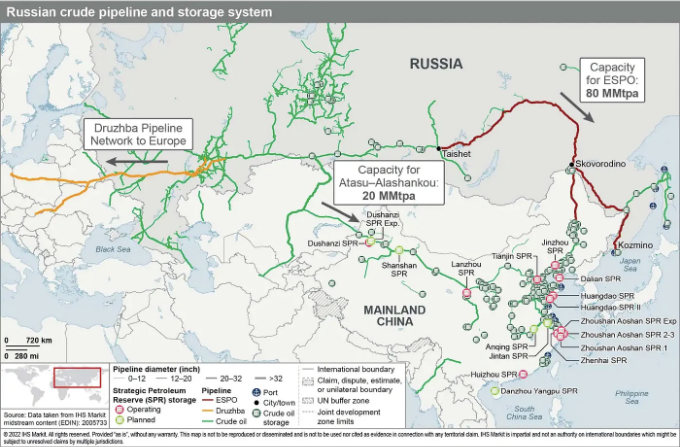 Russian crude pipeline and storage system
RUSSIA
Capacity
for ESPO:
80 MMtpa
Druzhba Pipeline
Network to Europe
Taishet
Skovorodino
Capacity for
Atasu–Alashankou:
20 MMtpa
Dushanzi
SPR Exp.
Dushanzi SPR
Shanshan
SPR
Black Sea
Kozmino
Japan
Sea
Jinzhou
SPR
Tianjin SPR
Lanzhou
SPR
Dalian SPR
Huangdao SPR
Huangdao SPR II
Zhoushan Aoshan SPR Exp
Zhoushan Aoshan SPR 2-3
Zhoushan Aoshan SPR 1
Zhenhai SPR
MAINLAND
CHINA
Anqing SPR
Jintan SPR
Huizhou SPR
Danzhou Yangpu SPR
South China
Sea
Philippine
Sea
0 720 km
0 280 mi
Pipeline diameter (inch)
0–12 12–20 20–32 >32
Strategic Petroleum
Reserve (SPR) storage
Operating
Planned
Pipeline
ESPO
Druzhba
Crude oil
Port
City/town
Crude oil
storage
International boundary
Claim, dispute, estimate,
or unilateral boundary
UN buffer zone
Joint development
zone limits
Source: Data taken from IHS Markit
midstream content (EDIN): 2005733
© 2022 IHS Markit. All rights reserved. Provided "as is", without any warranty. This map is not to be reproduced or disseminated and is not to be used nor cited as evidence in connection with any territorial claim. IHS Markit is impartial and not an authority on international boundaries which might be
subject to unresolved claims by multiple jurisdictions.